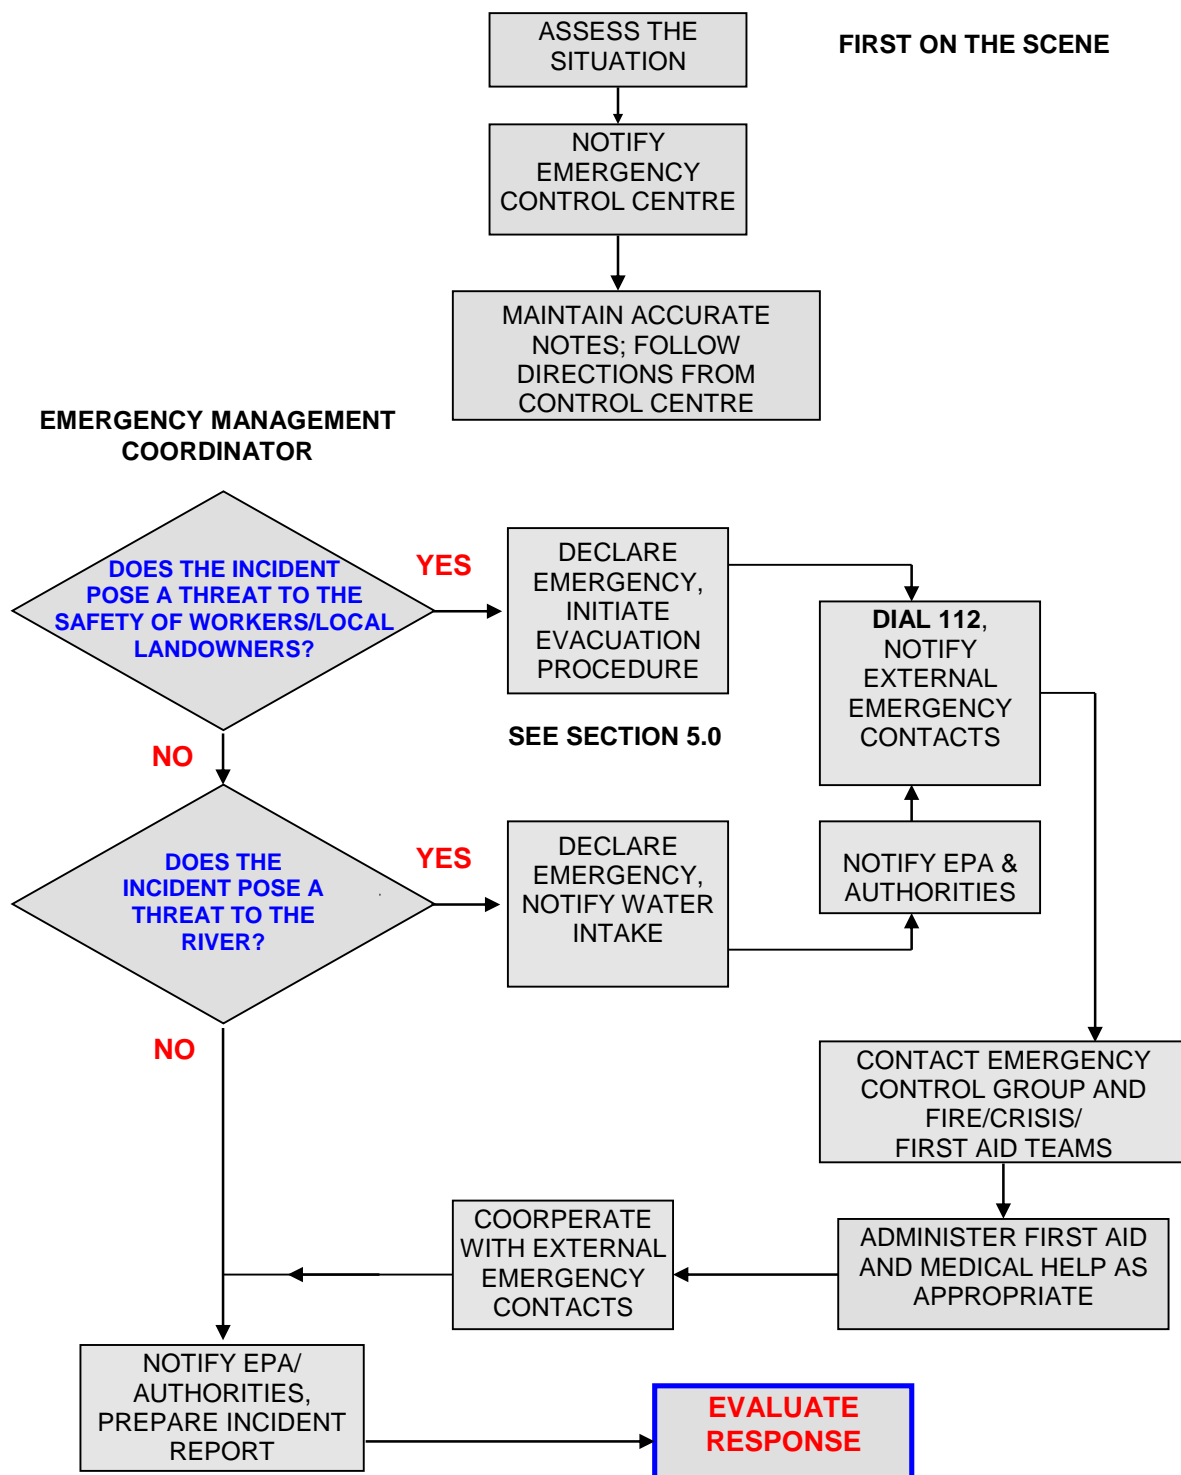 ASSESS THE
SITUATION
FIRST ON THE SCENE
NOTIFY
EMERGENCY
CONTROL CENTRE
MAINTAIN ACCURATE
NOTES; FOLLOW
DIRECTIONS FROM
CONTROL CENTRE
EMERGENCY MANAGEMENT
COORDINATOR
DOES THE INCIDENT
POSE A THREAT TO THE
SAFETY OF WORKERS/LOCAL
LANDOWNERS?
YES
DECLARE
EMERGENCY,
INITIATE
EVACUATION
PROCEDURE
DIAL 112,
NOTIFY
EXTERNAL
EMERGENCY
CONTACTS
SEE SECTION 5.0
NO
DOES THE
INCIDENT POSE A
THREAT TO THE
RIVER?
YES
DECLARE
EMERGENCY,
NOTIFY WATER
INTAKE
NOTIFY EPA &
AUTHORITIES
NO
CONTACT EMERGENCY
CONTROL GROUP AND
FIRE/CRISIS/
FIRST AID TEAMS
ADMINISTER FIRST AID
AND MEDICAL HELP AS
APPROPRIATE
COORPERATE
WITH EXTERNAL
EMERGENCY
CONTACTS
NOTIFY EPA/
AUTHORITIES,
PREPARE INCIDENT
REPORT
EVALUATE
RESPONSE